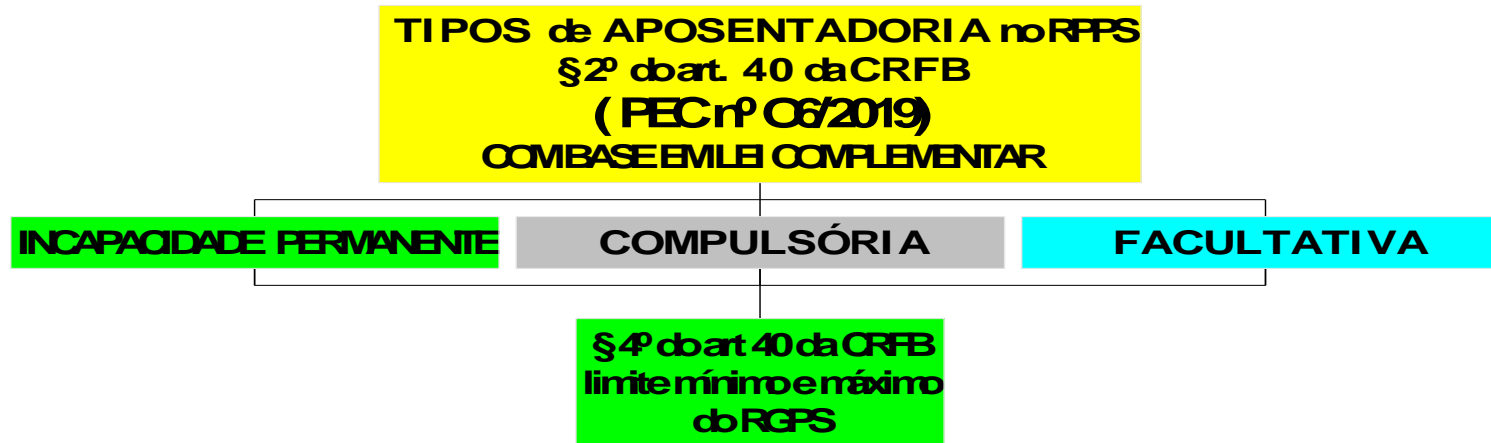 TIPOS de APOSENTADORIA no RPPS
§ 2º do art. 40 da CRFB
( PEC nº O6/2019)
COM BASE EM LEI COMPLEMENTAR
INCAPACIDADE PERMANENTE
COMPULSÓRIA
FACULTATIVA
§ 4º do art 40 da CRFB
limite mínimo e máximo
do RGPS